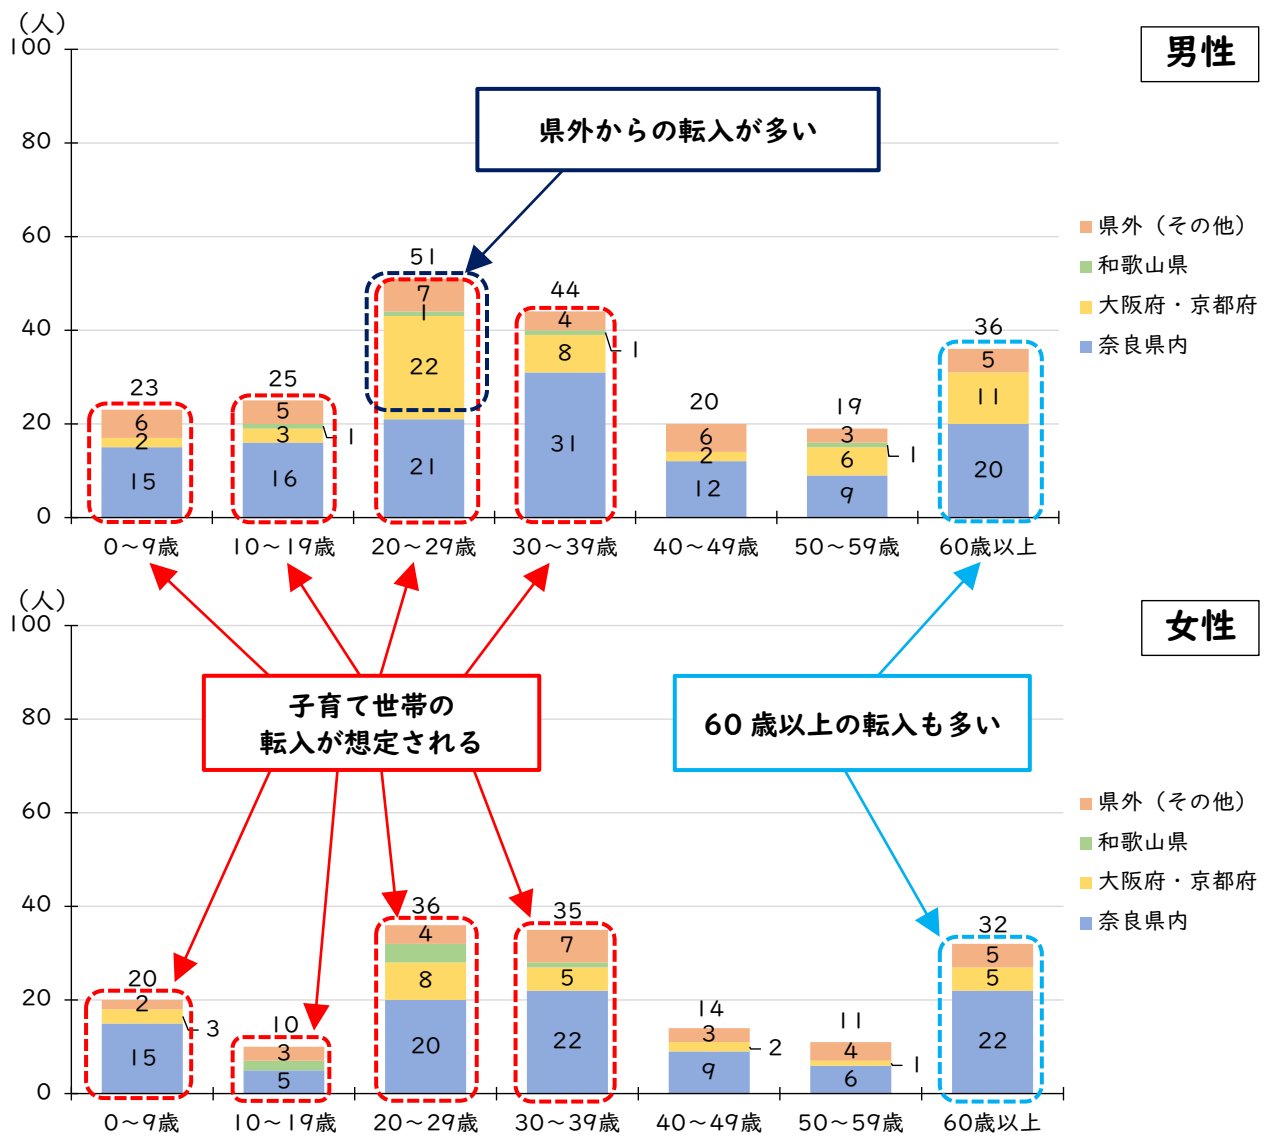 （人）
100
80
60
40
20
0
男性
県外からの転入が多い
23
6
2
15
25
5
3
1
16
51
7
1
22
21
44
4
1
8
31
20
6
2
12
19
3
1
6
9
36
5
11
20
0～9歳
10～19歳
20～29歳
30～39歳
40～49歳
50～59歳
60歳以上
県外（その他）
和歌山県
大阪府・京都府
奈良県内
子育て世帯の
転入が想定される
60歳以上の転入も多い
（人）
100
80
60
40
20
0
女性
20
2
3
15
10
3
5
36
4
8
20
35
7
5
22
14
3
2
9
11
4
1
6
32
5
5
22
0～9歳
10～19歳
20～29歳
30～39歳
40～49歳
50～59歳
60歳以上
県外（その他）
和歌山県
大阪府・京都府
奈良県内